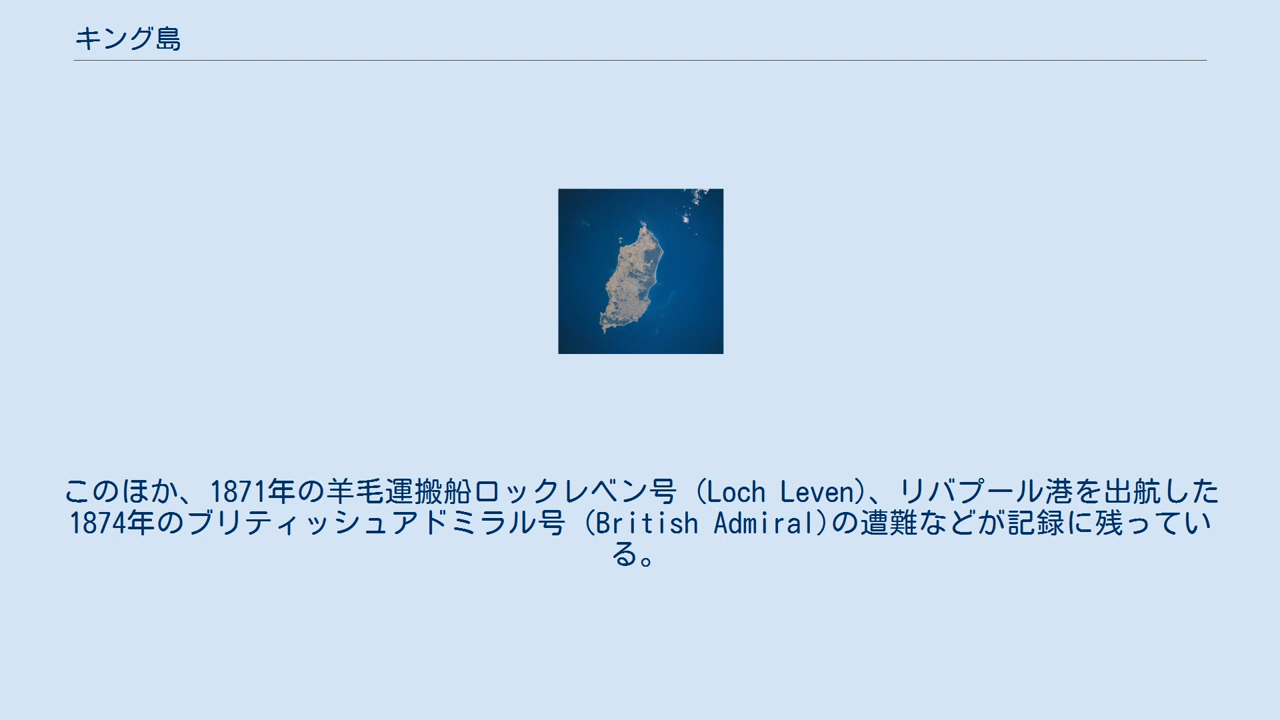 キング島
このほか、1871年の羊毛運搬船ロックレベン号 (Loch Leven)、リバプール港を出航した
1874年のブリティッシュアドミラル号 (British Admiral)の遭難などが記録に残ってい
る。